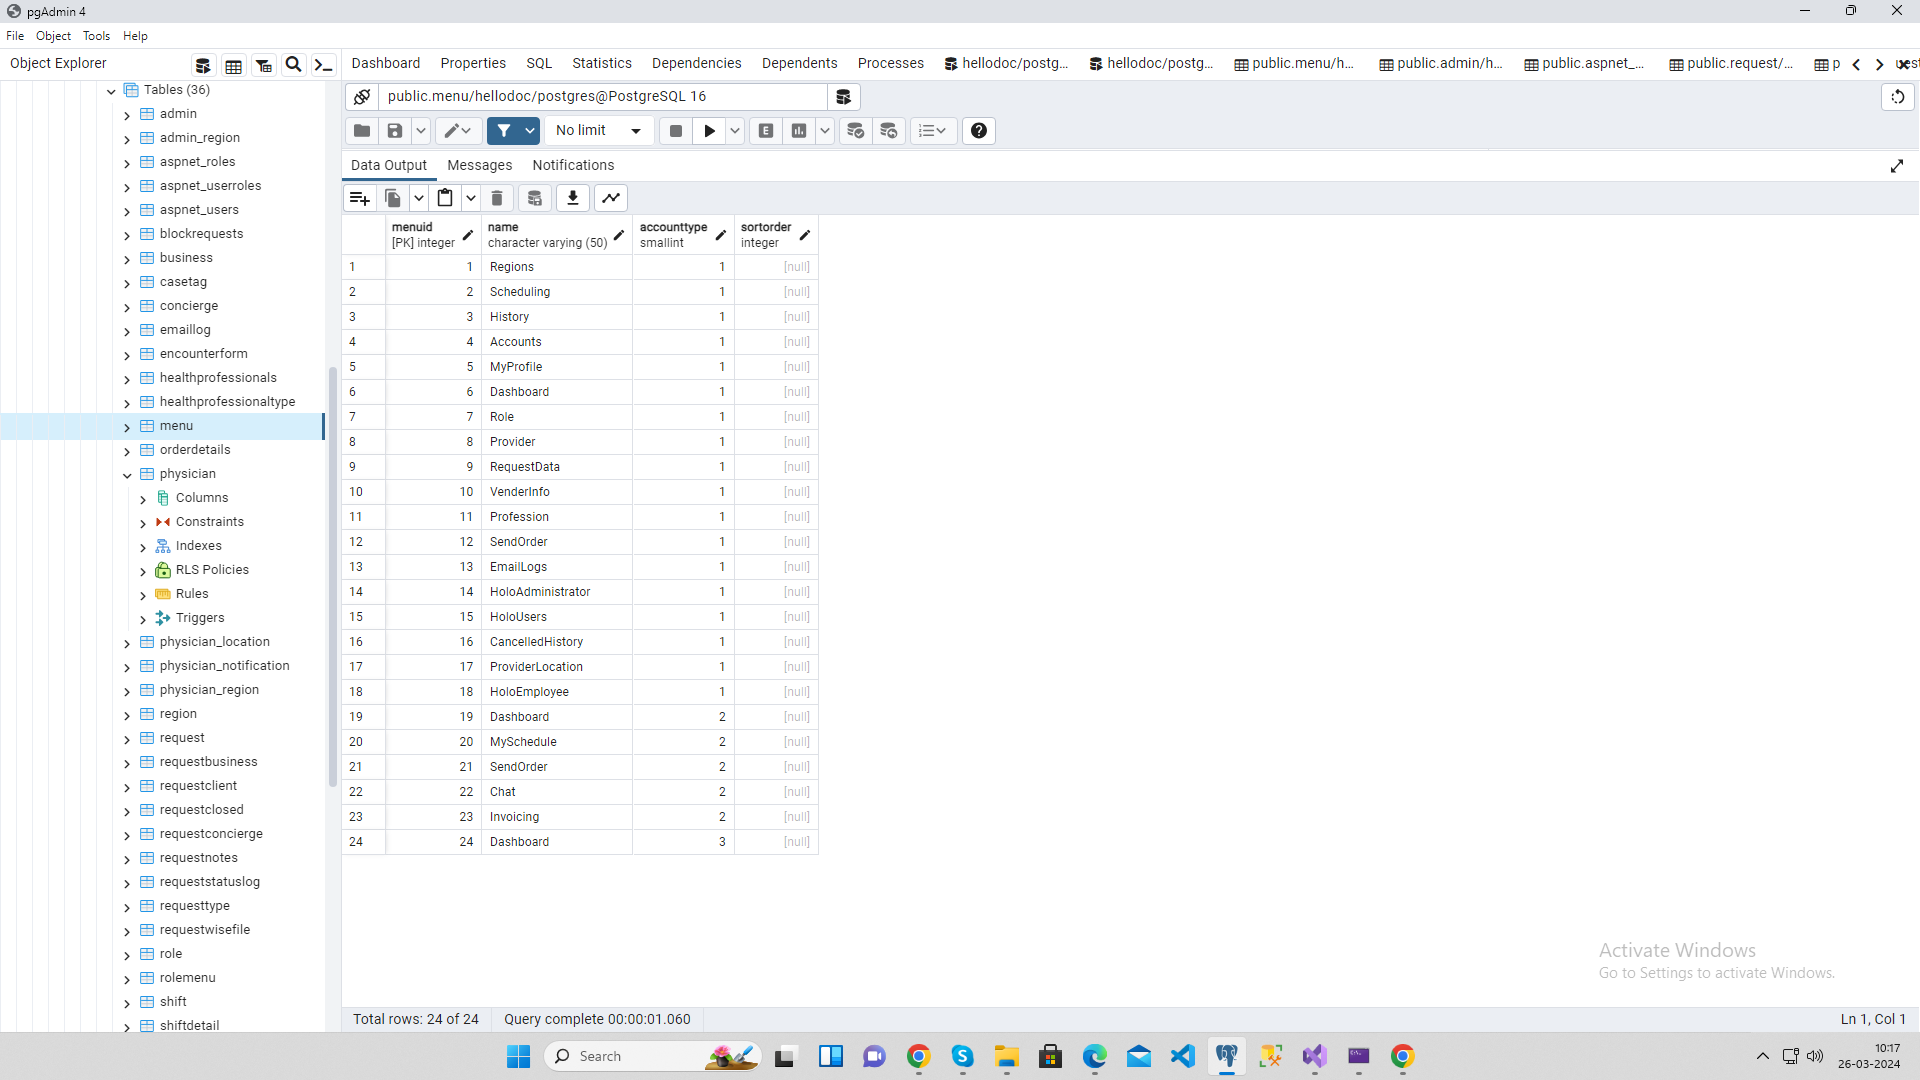 pgAdmin 4
File Object Tools Help
Object Explorer
Dashboard Properties SQL Statistics Dependencies Dependents Processes hellodoc/postg... hellodoc/postg... public.menu/h... public.admin/h... public.aspnet_... public.request/... p
public.menu/hellodoc/postgres@PostgreSQL 16
No limit
E
Data Output Messages Notifications
menuid
[PK] integer
name
character varying (50)
accounttype
smallint
sortorder
integer
1 1 Regions 1 [null]
2 2 Scheduling 1 [null]
3 3 History 1 [null]
4 4 Accounts 1 [null]
5 5 MyProfile 1 [null]
6 6 Dashboard 1 [null]
7 7 Role 1 [null]
8 8 Provider 1 [null]
9 9 RequestData 1 [null]
10 10 VenderInfo 1 [null]
11 11 Profession 1 [null]
12 12 SendOrder 1 [null]
13 13 EmailLogs 1 [null]
14 14 HoloAdministrator 1 [null]
15 15 HoloUsers 1 [null]
16 16 CancelledHistory 1 [null]
17 17 ProviderLocation 1 [null]
18 18 HoloEmployee 1 [null]
19 19 Dashboard 2 [null]
20 20 MySchedule 2 [null]
21 21 SendOrder 2 [null]
22 22 Chat 2 [null]
23 23 Invoicing 2 [null]
24 24 Dashboard 3 [null]
Tables (36)
admin
admin_region
aspnet_roles
aspnet_userroles
aspnet_users
blockrequests
business
casetag
concierge
emaillog
encounterform
healthprofessionals
healthprofessionaltype
menu
orderdetails
physician
Columns
Constraints
Indexes
RLS Policies
Rules
Triggers
physician_location
physician_notification
physician_region
region
request
requestbusiness
requestclient
requestclosed
requestconcierge
requestnotes
requeststatuslog
requesttype
requestwisefile
role
rolemenu
shift
shiftdetail
Activate Windows
Go to Settings to activate Windows.
Total rows: 24 of 24 Query complete 00:00:01.060 Ln 1, Col 1
Search
10:17
26-03-2024